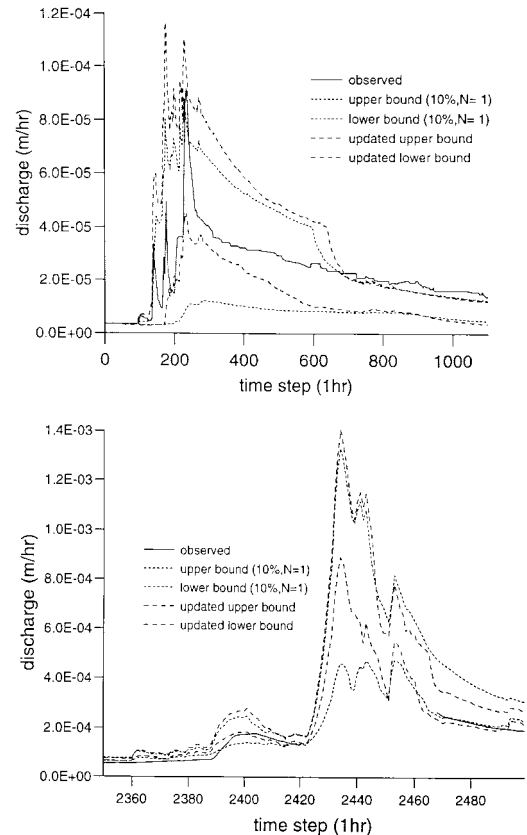 1.2E-04
1.0E-04
8.0E-05
6.0E-05
4.0E-05
2.0E-05
0.0E+00
discharge (m/hr)
observed
upper bound (10%,N= 1)
lower bound (10%,N= 1)
updated upper bound
updated lower bound
0 200 400 600 800 1000
time step (1hr)
1.4E-03
1.2E-03
1.0E-03
8.0E-04
6.0E-04
4.0E-04
2.0E-04
0.0E+00
discharge (m/hr)
observed
upper bound (10%,N=1)
lower bound (10%,N=1)
updated upper bound
updated lower bound
2360 2380 2400 2420 2440 2460 2480
time step (1hr)